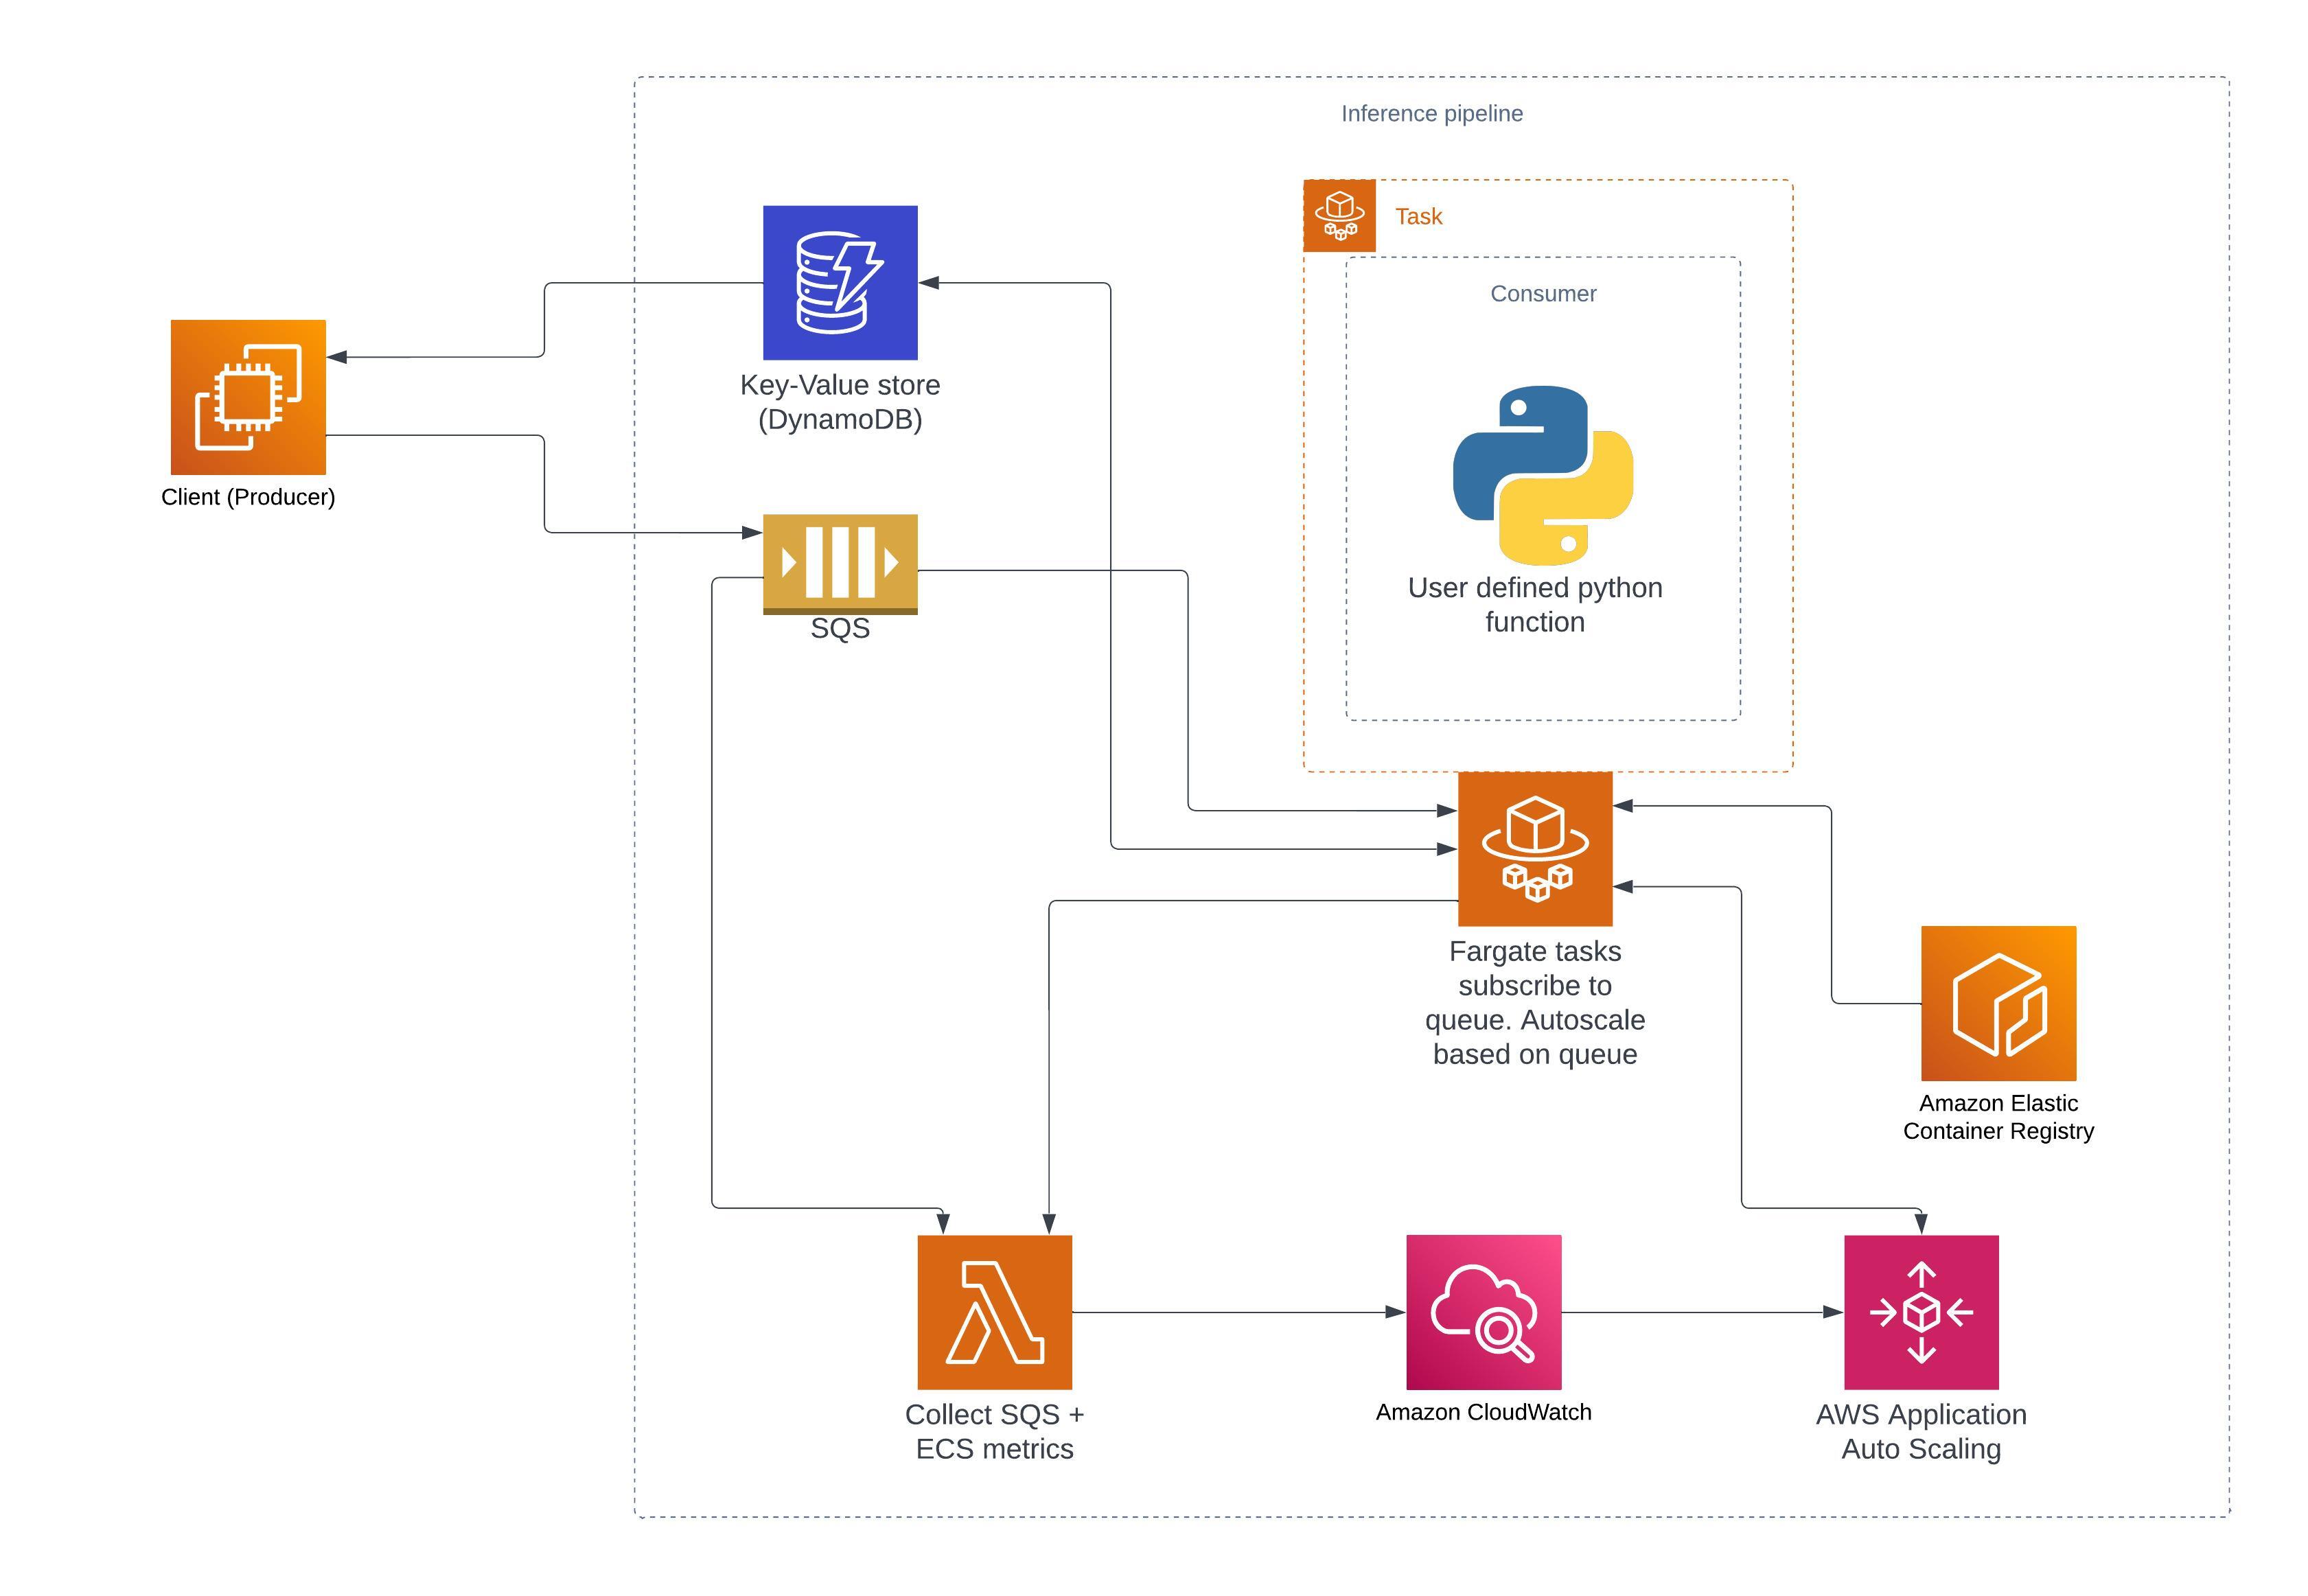 Inference pipeline
Task
Consumer
Key-Value store
(DynamoDB)
Client (Producer)
User defined python
function
SQS
Fargate tasks
subscribe to
queue. Autoscale
based on queue
Amazon Elastic
Container Registry
Collect SQS +
ECS metrics
Amazon CloudWatch
AWS Application
Auto Scaling